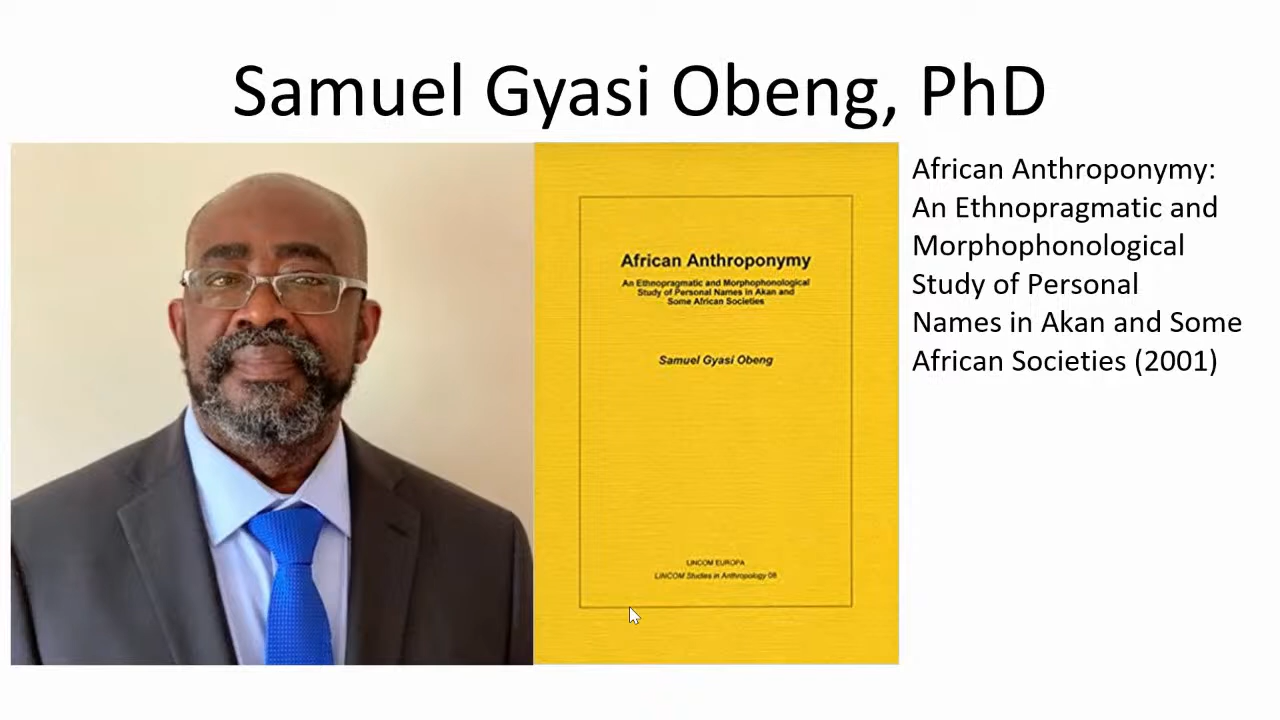 Samuel Gyasi Obeng, PhD
African Anthroponymy
An Ethnopragmatic and Morphophonological
Study of Personal Names in Akan and
Some African Societies
Samuel Gyasi Obeng
LINCOM EUROPA
LINCOM Studies in Anthropology 08
African Anthroponymy:
An Ethnopragmatic and
Morphophonological
Study of Personal
Names in Akan and Some
African Societies (2001)